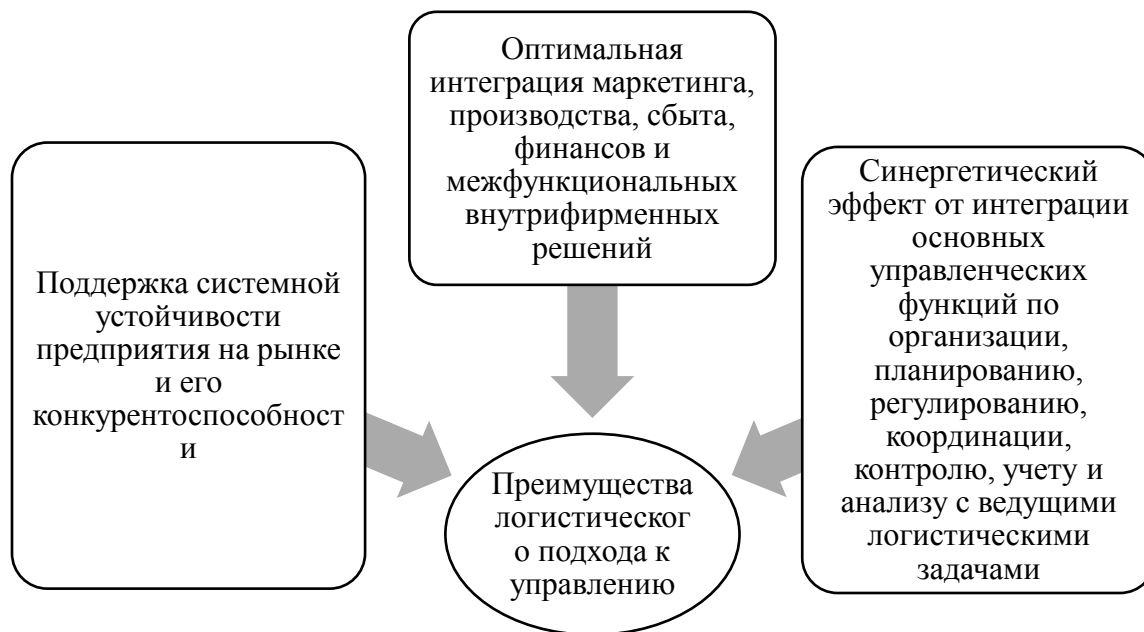 Поддержка системной
устойчивости
предприятия на рынке
и его
конкурентоспособност
и
Оптимальная
интеграция маркетинга,
производства, сбыта,
финансов и
межфункциональных
внутрифирменных
решений
Синергетический
эффект от интеграции
основных
управленческих
функций по
организации,
планированию,
регулированию,
координации,
контролю, учету и
анализу с ведущими
логистическими
задачами
Преимущества
логистическог
о подхода к
управлению